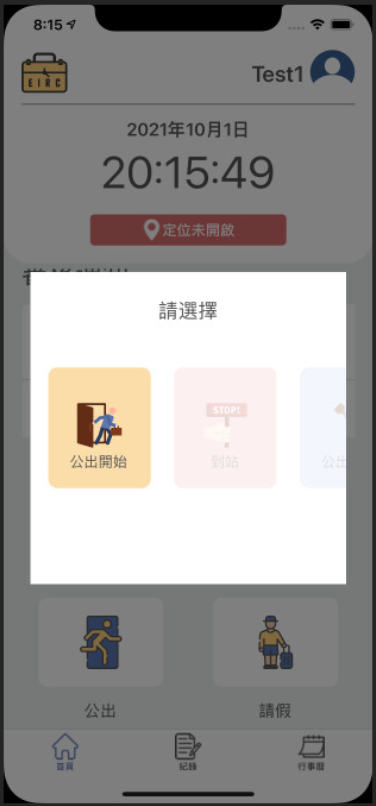 8:15
EIRC
Test1
2021年10月1日
20:15:49
定位未開啟
請選擇
STOP!
公出開始
到站
公出
公出
請假
首頁
紀錄
行事曆